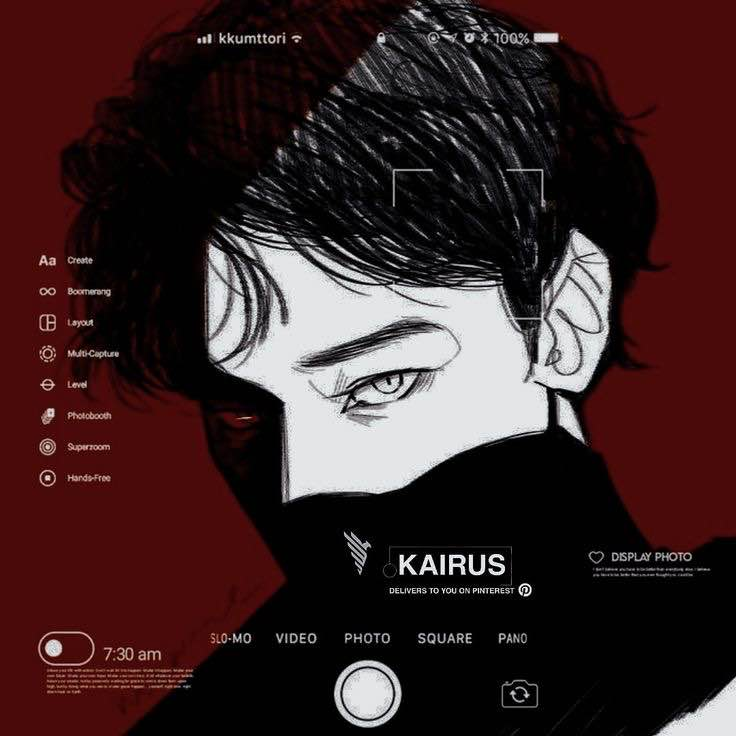 kkumttori
100%
Aa Create
Boomerang
Layout
Multi-Capture
Level
Photobooth
Superzoom
Hands-Free
KAIRUS
DELIVERS TO YOU ON PINTEREST
DISPLAY PHOTO
SLO-MO VIDEO PHOTO SQUARE PANO
7:30 am